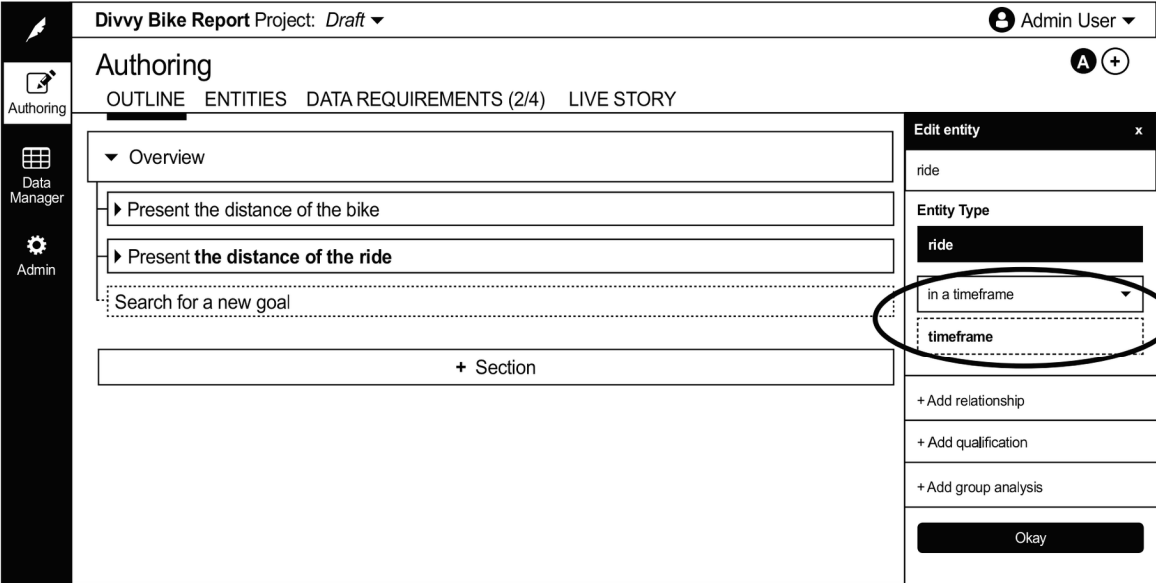 Divvy Bike Report Project: Draft
Admin User
Authoring
A +
OUTLINE ENTITIES DATA REQUIREMENTS (2/4) LIVE STORY
Authoring
Data
Manager
Admin
Overview
Present the distance of the bike
Present the distance of the ride
Search for a new goal
+ Section
Edit entity x
ride
Entity Type
ride
in a timeframe
timeframe
+ Add relationship
+ Add qualification
+ Add group analysis
Okay